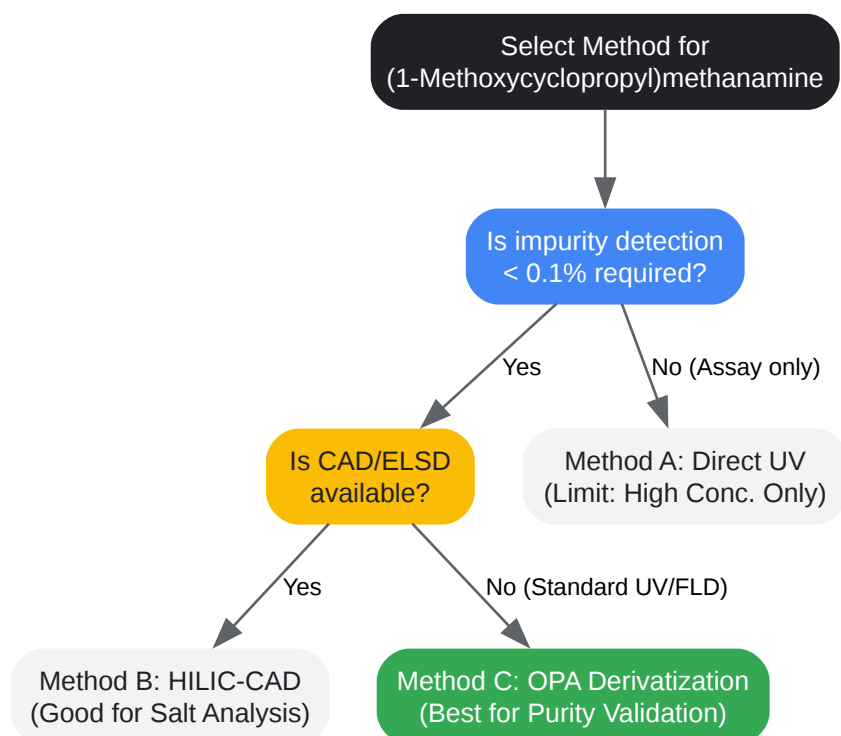 Select Method for
(1-Methoxycyclopropyl)methanamine
Is impurity detection
< 0.1% required?
Yes
No (Assay only)
Is CAD/ELSD
available?
Method A: Direct UV
(Limit: High Conc. Only)
Yes
No (Standard UV/FLD)
Method B: HILIC-CAD
(Good for Salt Analysis)
Method C: OPA Derivatization
(Best for Purity Validation)